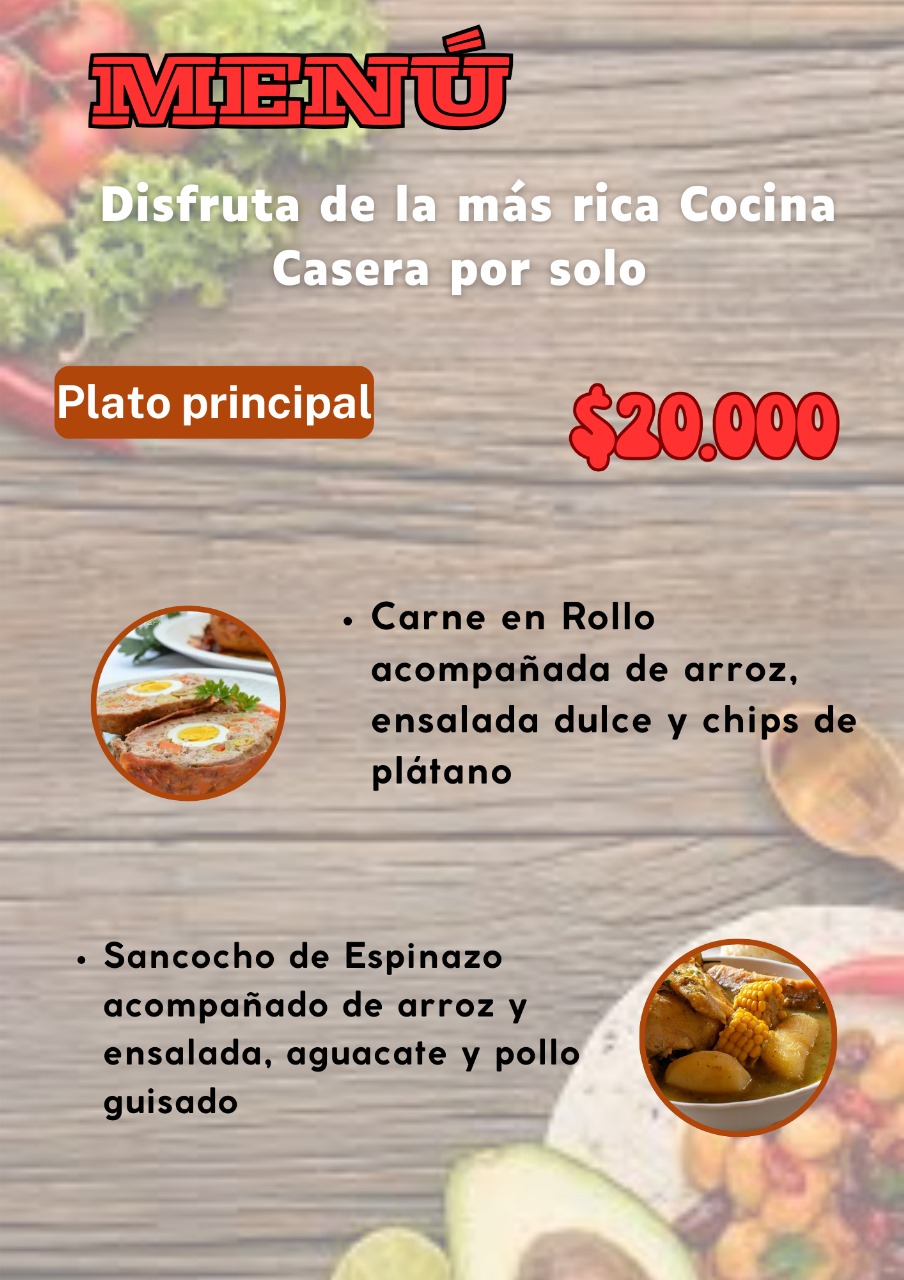 MENÚ
Disfruta de la más rica Cocina
Casera por solo
Plato principal
$20.000
• Carne en Rollo
acompañada de arroz,
ensalada dulce y chips de
plátano
• Sancocho de Espinazo
acompañado de arroz y
ensalada, aguacate y pollo
guisado